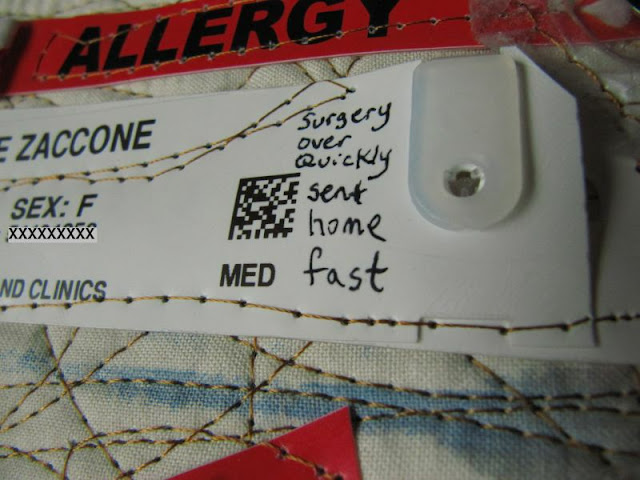 ALLERGY
E ZACCONE
SEX: F
XXXXXXXXX
ND CLINICS
MED
Surgery
over
Quickly
sent
home
fast